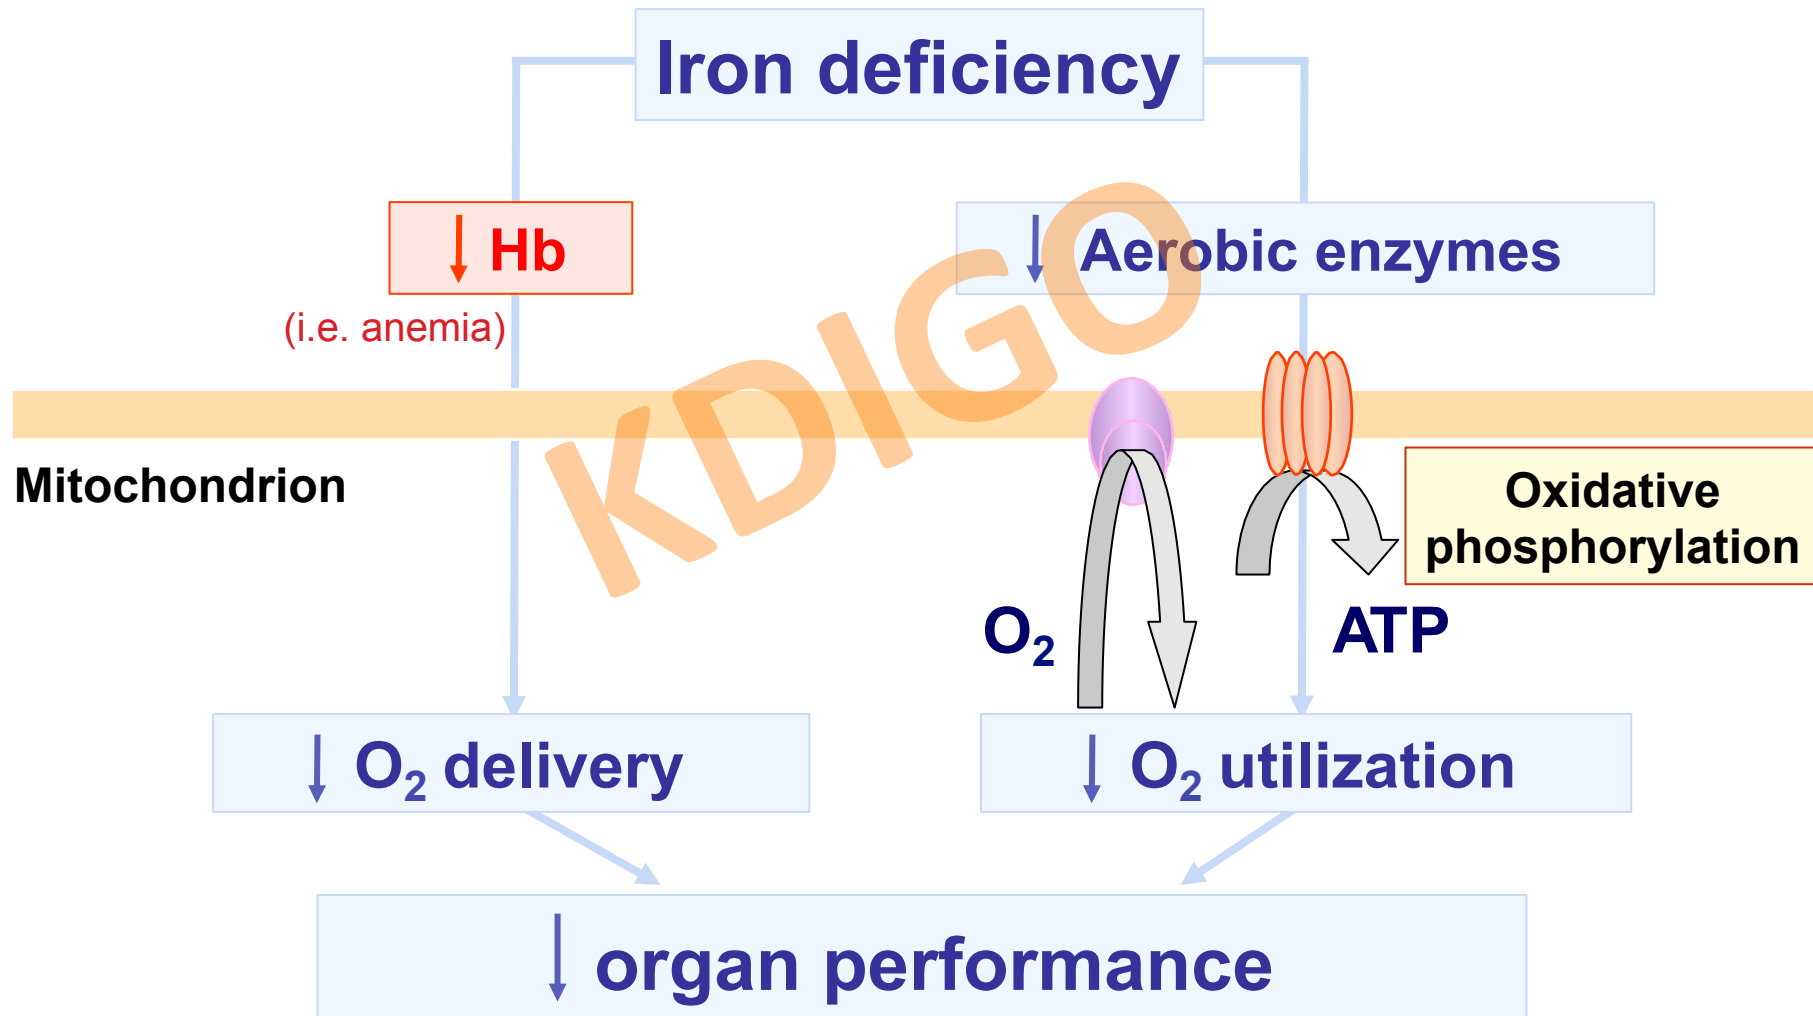 Iron deficiency
↓ Hb
↓ Aerobic enzymes
(i.e. anemia)
KDIGO
Mitochondrion
Oxidative
phosphorylation
O₂
ATP
↓ O₂ delivery
↓ O₂ utilization
↓ organ performance